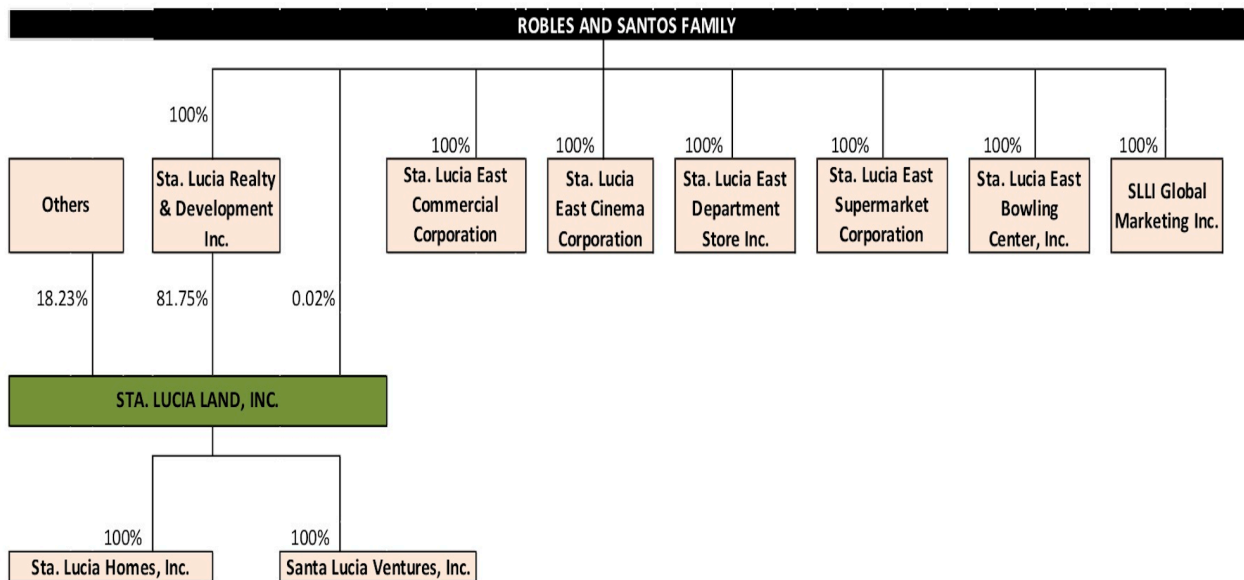 ROBLES AND SANTOS FAMILY
100%
100%
100%
100%
100%
100%
100%
Others
Sta. Lucia Realty
& Development
Inc.
Sta. Lucia East
Commercial
Corporation
Sta. Lucia
East Cinema
Corporation
Sta. Lucia East
Department
Store Inc.
Sta. Lucia East
Supermarket
Corporation
Sta. Lucia East
Bowling
Center, Inc.
SLLI Global
Marketing Inc.
18.23%
81.75%
0.02%
STA. LUCIA LAND, INC.
100%
100%
Sta. Lucia Homes, Inc.
Santa Lucia Ventures, Inc.